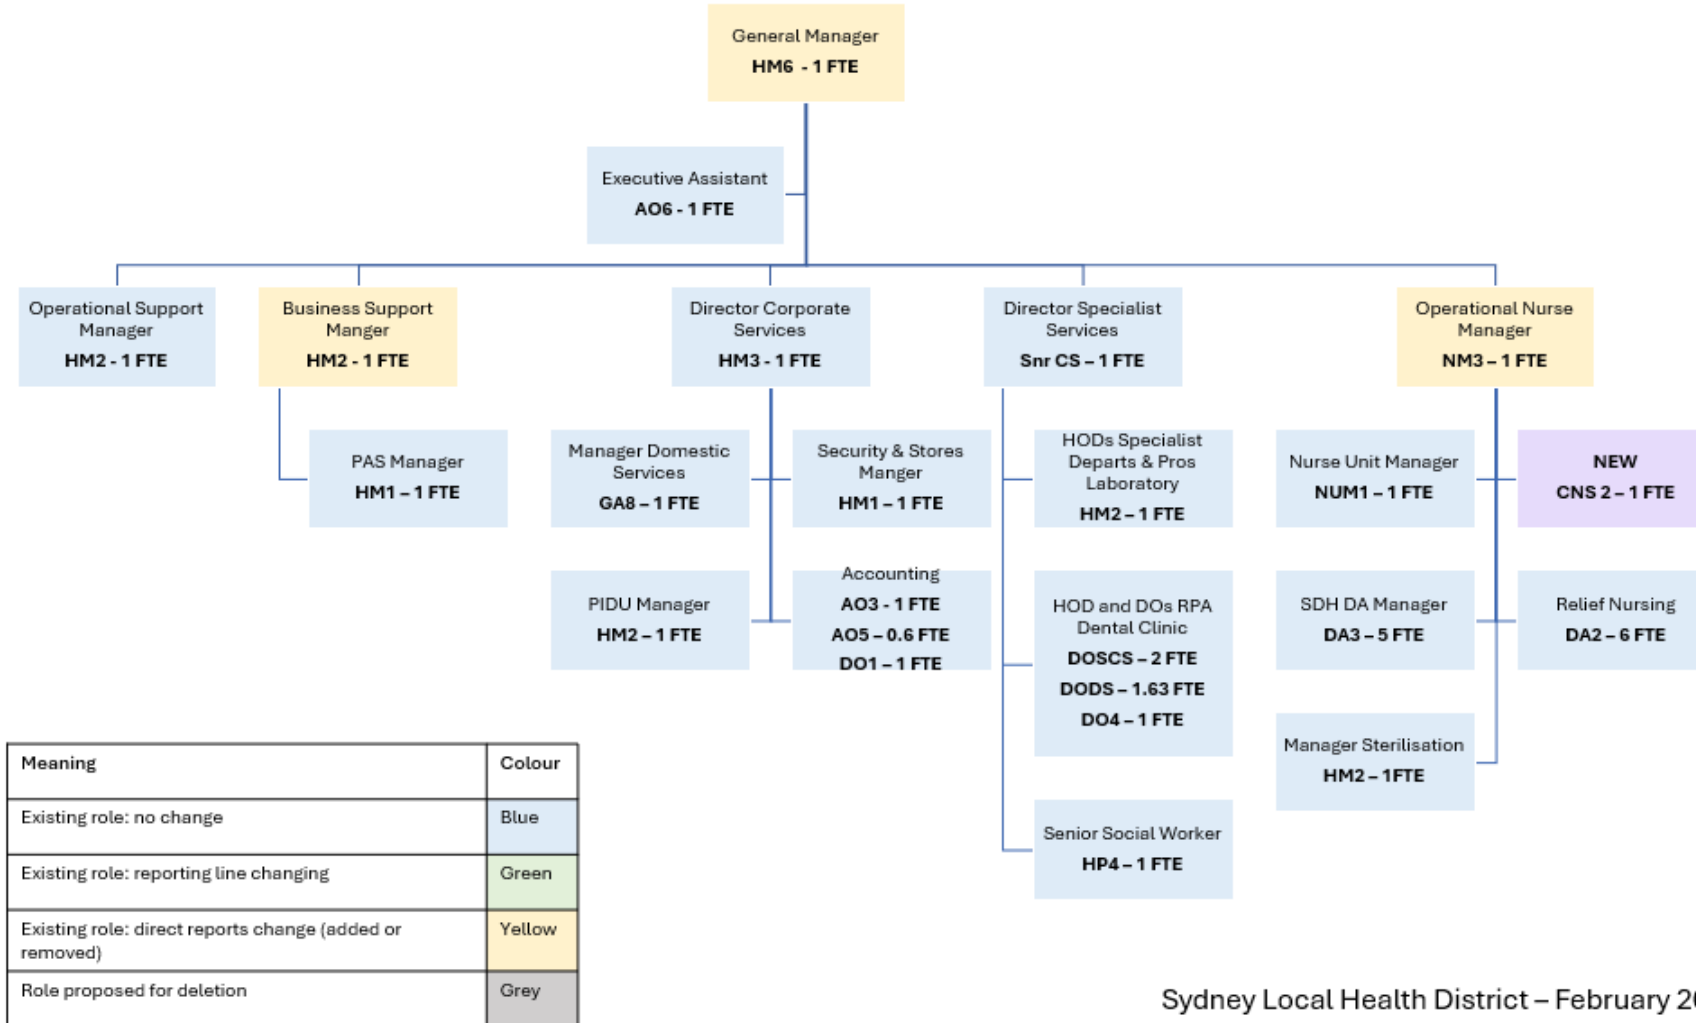 General Manager
HM6 - 1 FTE
Executive Assistant
AO6 - 1 FTE
Operational Support
Manager
HM2 - 1 FTE
Business Support
Manger
HM2 - 1 FTE
Director Corporate
Services
HM3 - 1 FTE
Director Specialist
Services
Snr CS – 1 FTE
Operational Nurse
Manager
NM3 – 1 FTE
PAS Manager
HM1 – 1 FTE
Manager Domestic
Services
GA8 – 1 FTE
Security & Stores
Manger
HM1 – 1 FTE
HODs Specialist
Departs & Pros
Laboratory
HM2 – 1 FTE
Nurse Unit Manager
NUM1 – 1 FTE
NEW
CNS 2 – 1 FTE
PIDU Manager
HM2 – 1 FTE
Accounting
AO3 - 1 FTE
AO5 – 0.6 FTE
DO1 – 1 FTE
HOD and DOs RPA
Dental Clinic
DOSCS – 2 FTE
DODS – 1.63 FTE
DO4 – 1 FTE
SDH DA Manager
DA3 – 5 FTE
Relief Nursing
DA2 – 6 FTE
Manager Sterilisation
HM2 – 1FTE
Senior Social Worker
HP4 – 1 FTE
Meaning Colour
Existing role: no change Blue
Existing role: reporting line changing Green
Existing role: direct reports change (added or
removed) Yellow
Role proposed for deletion Grey
Sydney Local Health District – February